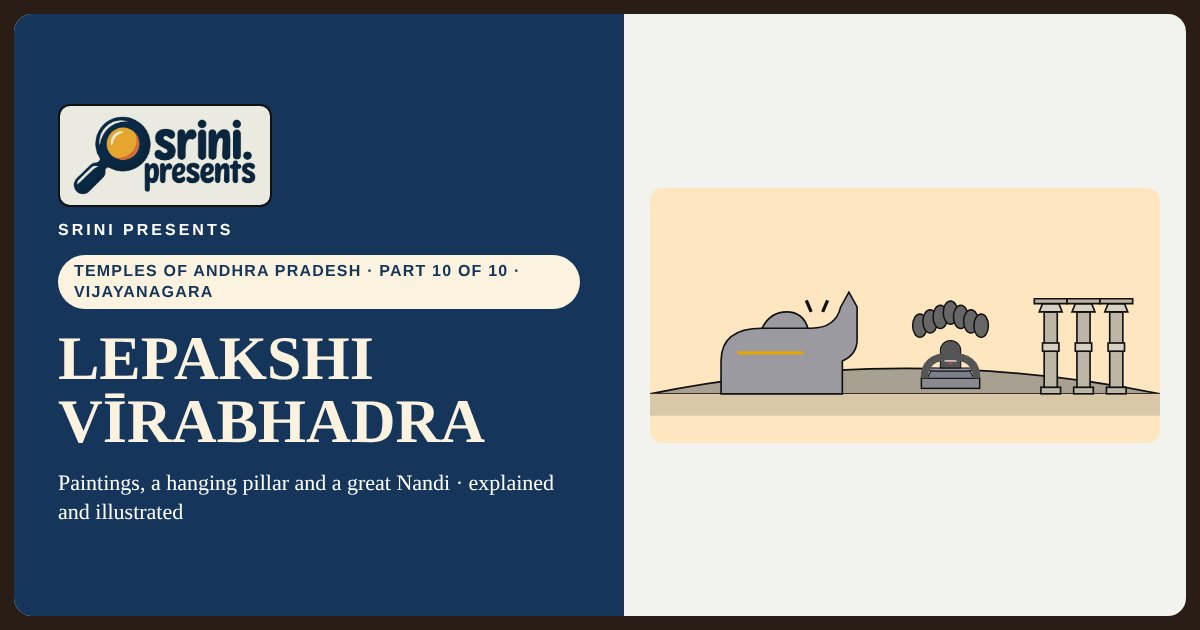 srini.
presents
SRINI PRESENTS
TEMPLES OF ANDHRA PRADESH · PART 10 OF 10 ·
VIJAYANAGARA
LEPAKSHI
VĪRABHADRA
Paintings, a hanging pillar and a great Nandi · explained
and illustrated